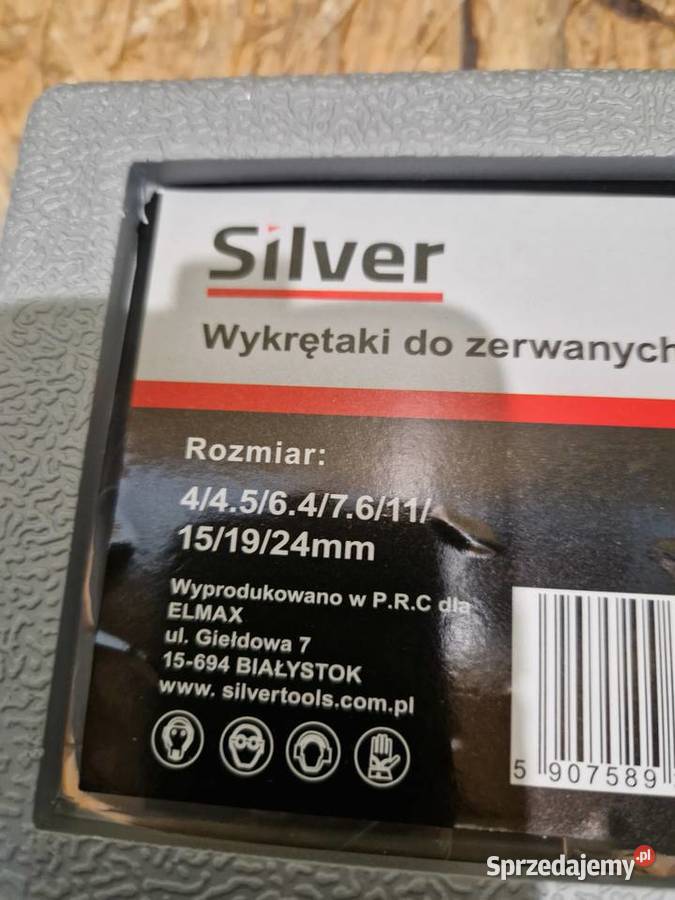 Silver
Wykrętaki do zerwanych
Rozmiar:
4/4.5/6.4/7.6/11/
15/19/24mm
Wyprodukowano w P.R.C dla
ELMAX
ul. Giełdowa 7
15-694 BIAŁYSTOK
www. silvertools.com.pl
5 907589
Sprzedajemy.pl